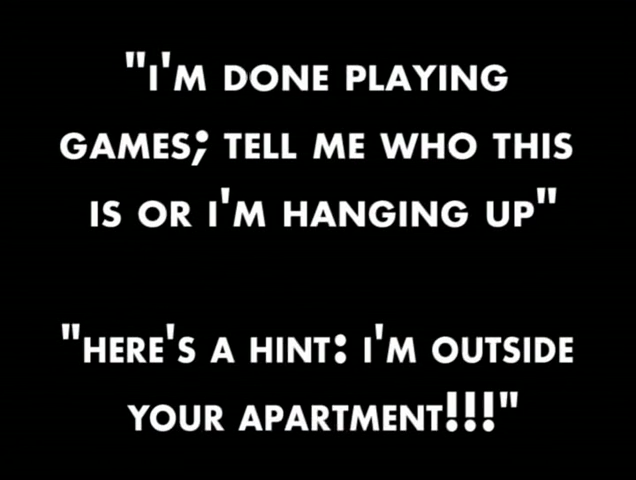 "I'M DONE PLAYING
GAMES; TELL ME WHO THIS
IS OR I'M HANGING UP"
"HERE'S A HINT: I'M OUTSIDE
YOUR APARTMENT!!!"